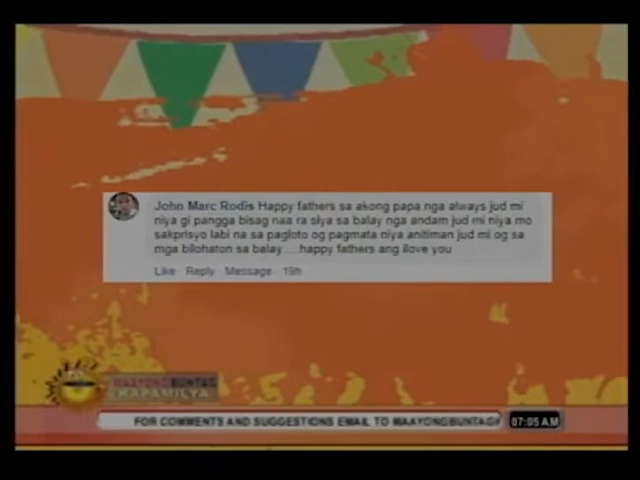 John Marc Rodis Happy fathers sa akong papa nga always jud mi
niya gi pangga bisag naa ra siya sa balay nga andam jud mi niya mo
sakprisyo labi na sa pagloto og pagmata niya anitiman jud mi og sa
mga bilohaton sa balay.....happy fathers ang ilove you
Like Reply Message 19h
MAAYONG BUNTAG
KAPAMILYA
FOR COMMENTS AND SUGGESTIONS EMAIL TO MAAYONGBUNTAG
07:05 AM